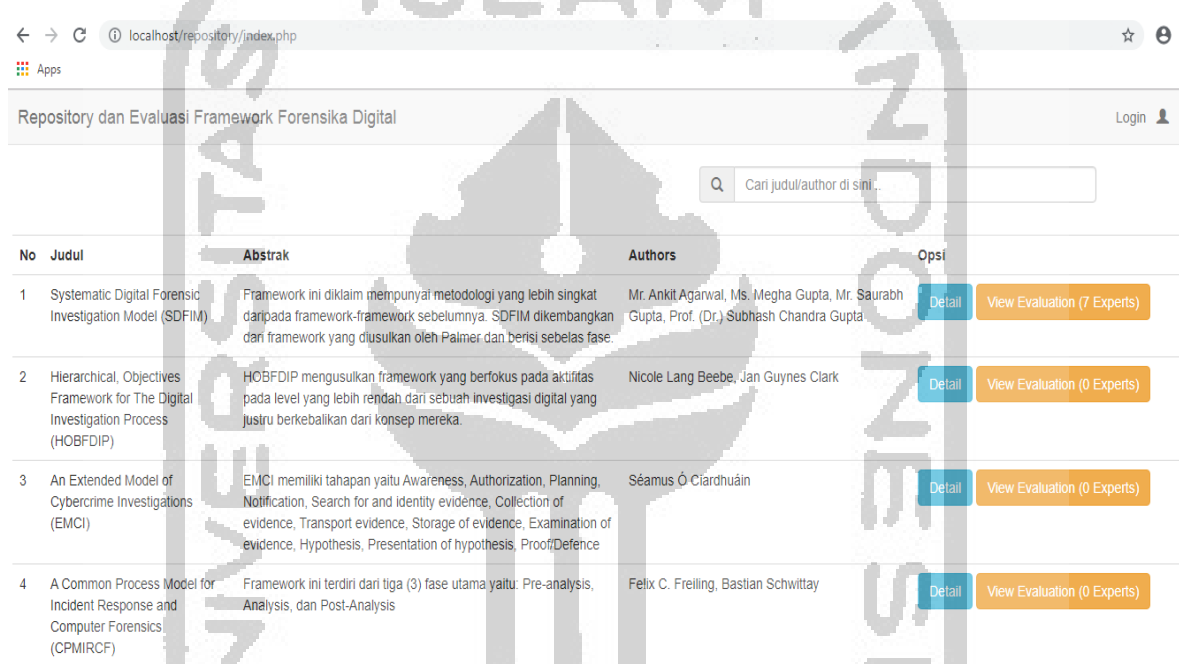 ISLAM
localhost/repository/index.php
Apps
Repository dan Evaluasi Framework Forensika Digital
Login
Cari judul/author di sini ..
No Judul Abstrak Authors Opsi
1 Systematic Digital Forensic Investigation Model (SDFIM)
Framework ini diklaim mempunyai metodologi yang lebih singkat
daripada framework-framework sebelumnya. SDFIM dikembangkan
dari framework yang diusulkan oleh Palmer dan berisi sebelas fase.
Mr. Ankit Agarwal, Ms. Megha Gupta, Mr. Saurabh
Gupta, Prof. (Dr.) Subhash Chandra Gupta
Detail View Evaluation (7 Experts)
2 Hierarchical, Objectives
Framework for The Digital
Investigation Process
(HOBFDIP)
HOBFDIP mengusulkan framework yang berfokus pada aktifitas
pada level yang lebih rendah dari sebuah investigasi digital yang
justru berkebalikan dari konsep mereka.
Nicole Lang Beebe, Jan Guynes Clark
Detail View Evaluation (0 Experts)
3 An Extended Model of
Cybercrime Investigations
(EMCI)
EMCI memiliki tahapan yaitu Awareness, Authorization, Planning,
Notification, Search for and identity evidence, Collection of
evidence, Transport evidence, Storage of evidence, Examination of
evidence, Hypothesis, Presentation of hypothesis, Proof/Defence
Séamus Ó Ciardhuáin
Detail View Evaluation (0 Experts)
4 A Common Process Model for
Incident Response and
Computer Forensics
(CPMIRCF)
Framework ini terdiri dari tiga (3) fase utama yaitu: Pre-analysis,
Analysis, dan Post-Analysis
Felix C. Freiling, Bastian Schwittay
Detail View Evaluation (0 Experts)